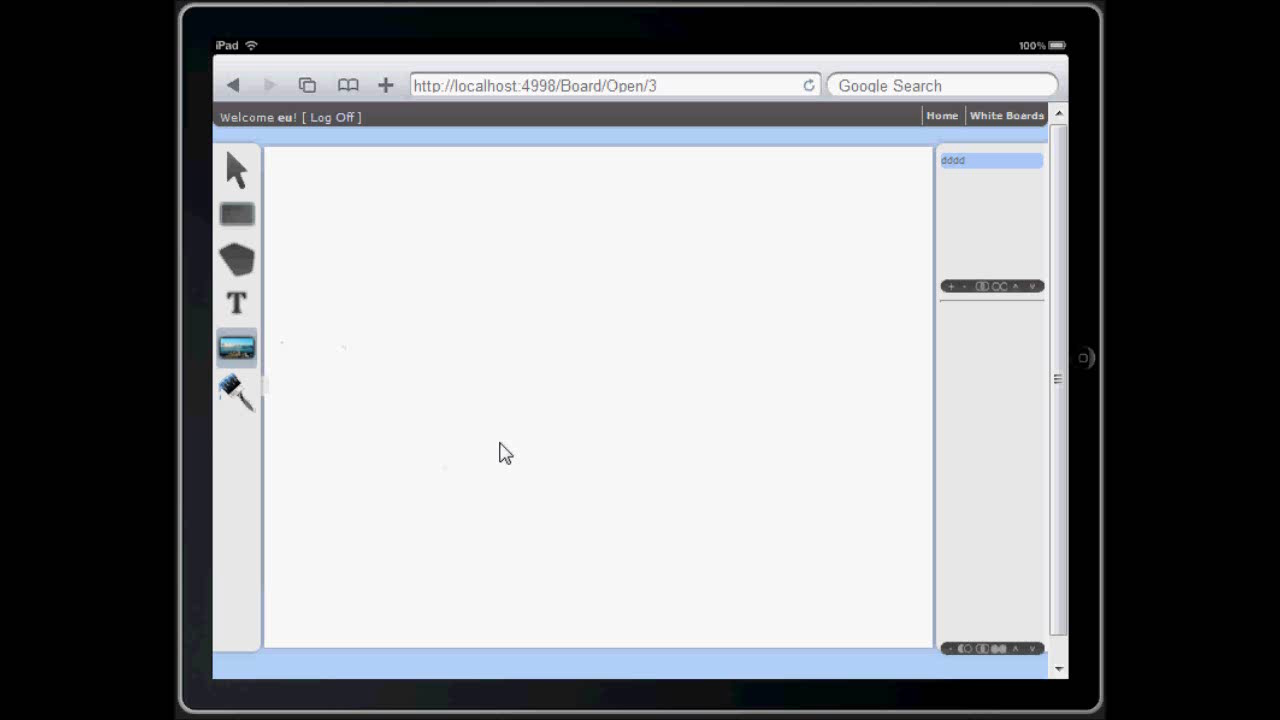 iPad
100%
http://localhost:4998/Board/Open/3
Google Search
Welcome eu! [ Log Off ]
Home
White Boards
dddd
T